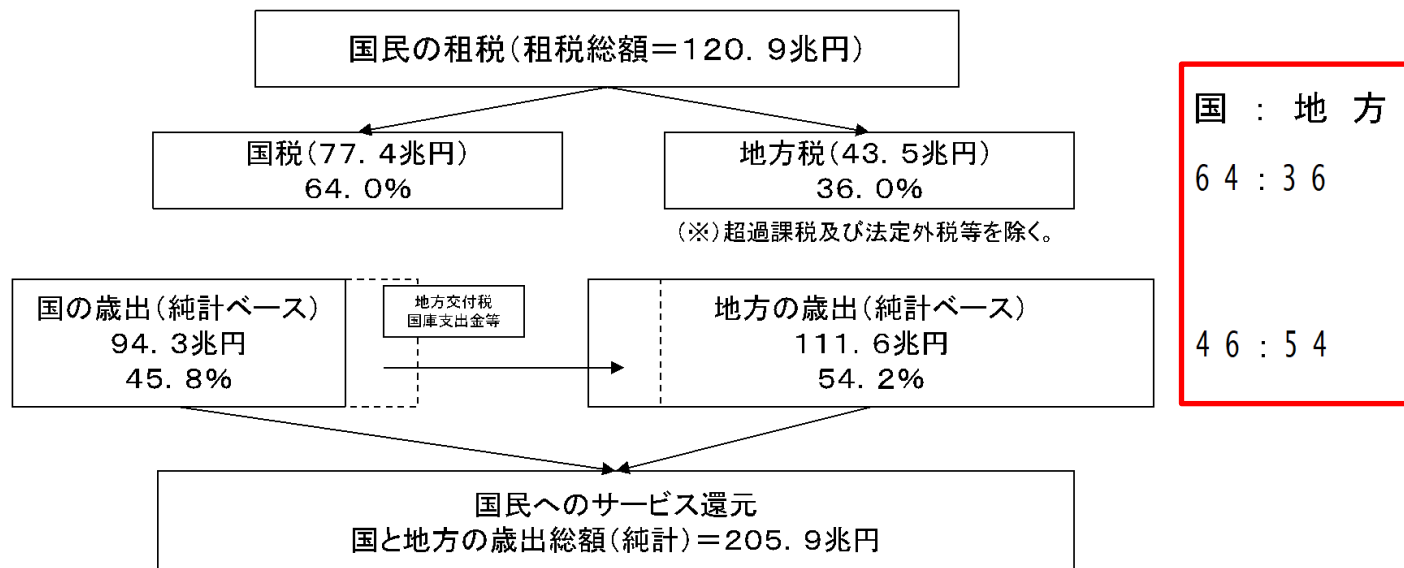 国民の租税(租税総額=120.9兆円)
国税(77.4兆円)
64.0%
地方税(43.5兆円)
36.0%
(※)超過課税及び法定外税等を除く。
国:地方
64:36
国の歳出(純計ベース)
94.3兆円
45.8%
地方交付税
国庫支出金等
地方の歳出(純計ベース)
111.6兆円
54.2%
46:54
国民へのサービス還元
国と地方の歳出総額(純計)=205.9兆円